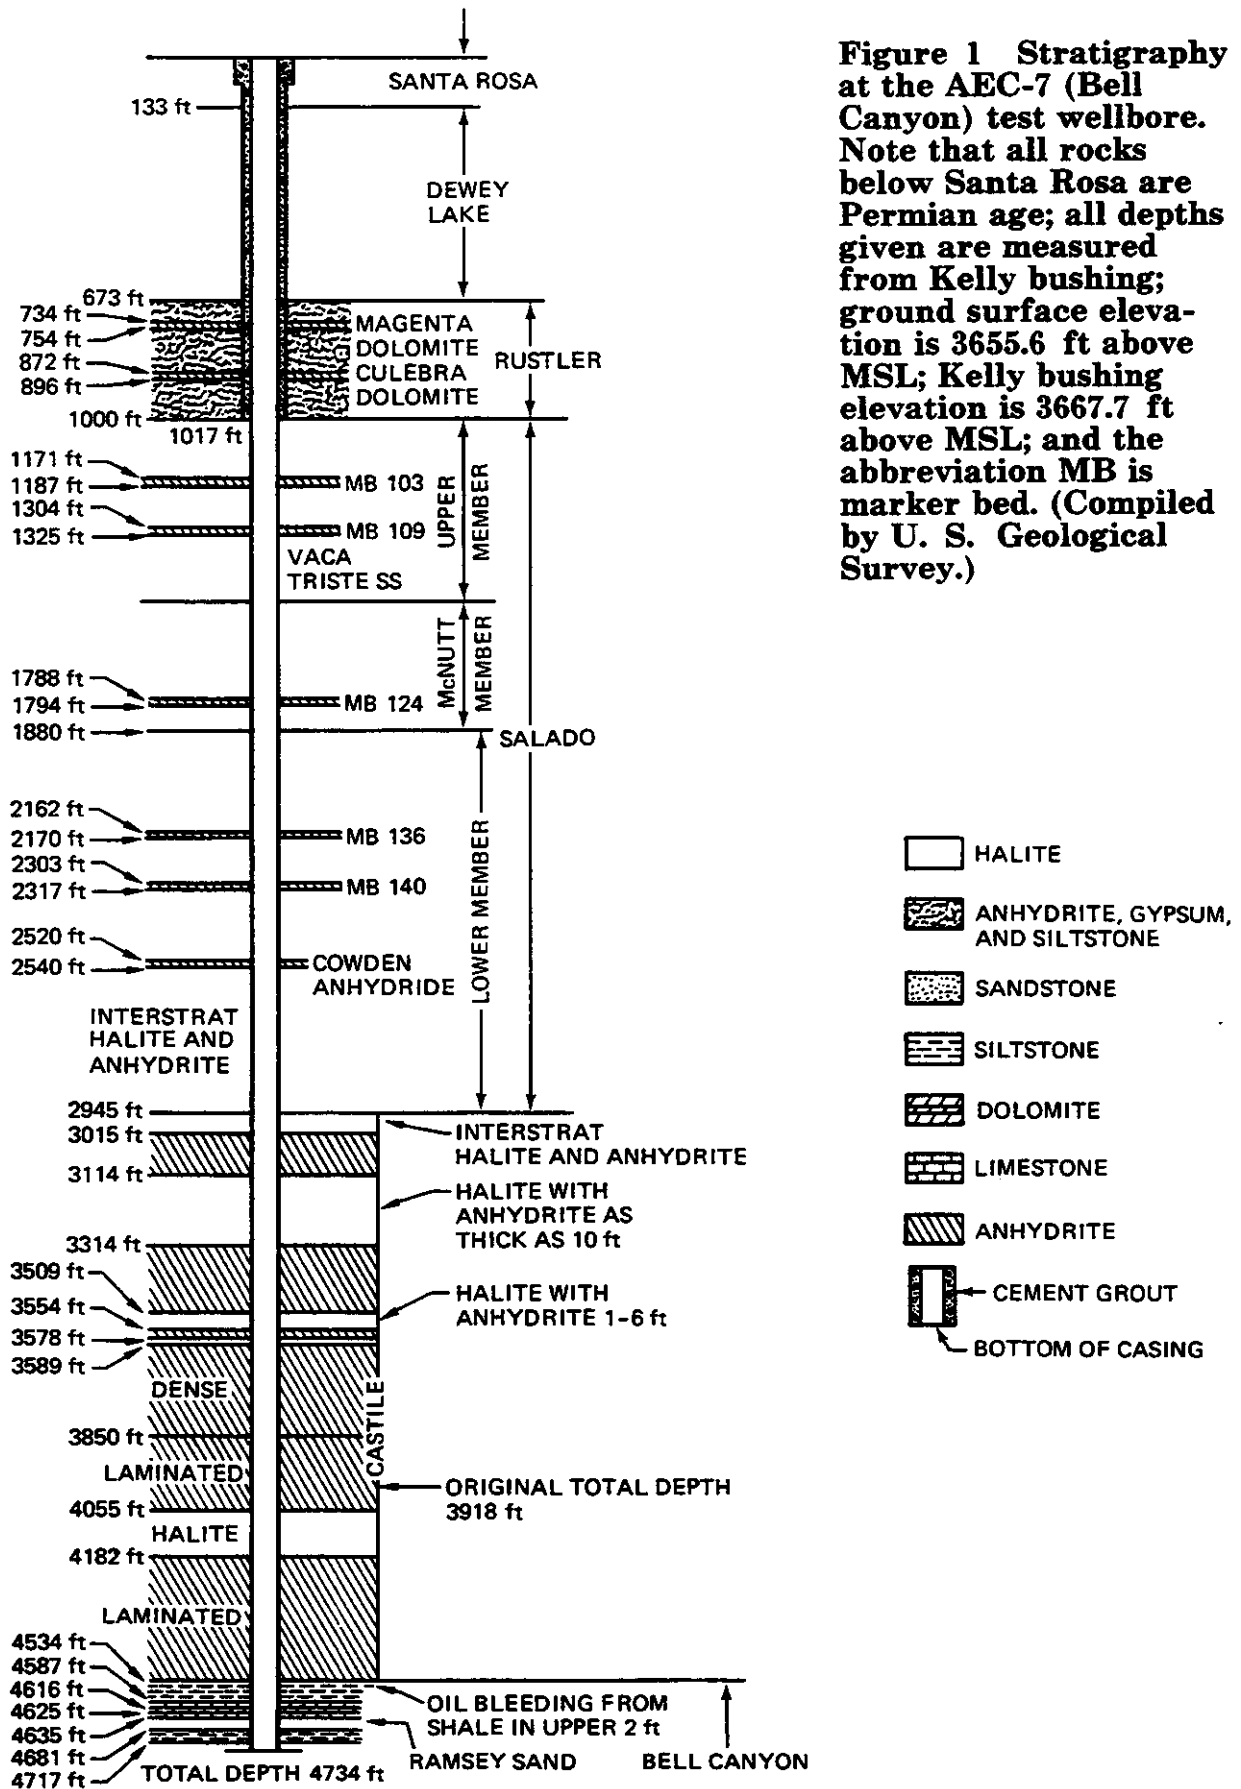 Figure 1 Stratigraphy
at the AEC-7 (Bell
Canyon) test wellbore.
Note that all rocks
below Santa Rosa are
Permian age; all depths
given are measured
from Kelly bushing;
ground surface eleva-
tion is 3655.6 ft above
MSL; Kelly bushing
elevation is 3667.7 ft
above MSL; and the
abbreviation MB is
marker bed. (Compiled
by U. S. Geological
Survey.)
SANTA ROSA
133 ft
DEWEY
LAKE
673 ft
734 ft
754 ft
872 ft
896 ft
MAGENTA
DOLOMITE
CULEBRA
DOLOMITE
RUSTLER
1000 ft
1017 ft
1171 ft
1187 ft
MB 103
1304 ft
1325 ft
MB 109
UPPER
MEMBER
VACA
TRISTE SS
McNUTT
MEMBER
1788 ft
1794 ft
MB 124
1880 ft
SALADO
2162 ft
2170 ft
MB 136
2303 ft
2317 ft
MB 140
LOWER MEMBER
2520 ft
2540 ft
COWDEN
ANHYDRIDE
INTERSTRAT
HALITE AND
ANHYDRITE
2945 ft
3015 ft
INTERSTRAT
HALITE AND ANHYDRITE
3114 ft
HALITE WITH
ANHYDRITE AS
THICK AS 10 ft
3314 ft
3509 ft
3554 ft
3578 ft
3589 ft
HALITE WITH
ANHYDRITE 1-6 ft
DENSE
3850 ft
CASTILE
LAMINATED
ORIGINAL TOTAL DEPTH
3918 ft
4055 ft
HALITE
4182 ft
LAMINATED
4534 ft
4587 ft
4616 ft
4625 ft
4635 ft
4681 ft
4717 ft
OIL BLEEDING FROM
SHALE IN UPPER 2 ft
RAMSEY SAND
BELL CANYON
TOTAL DEPTH 4734 ft
HALITE
ANHYDRITE, GYPSUM,
AND SILTSTONE
SANDSTONE
SILTSTONE
DOLOMITE
LIMESTONE
ANHYDRITE
CEMENT GROUT
BOTTOM OF CASING